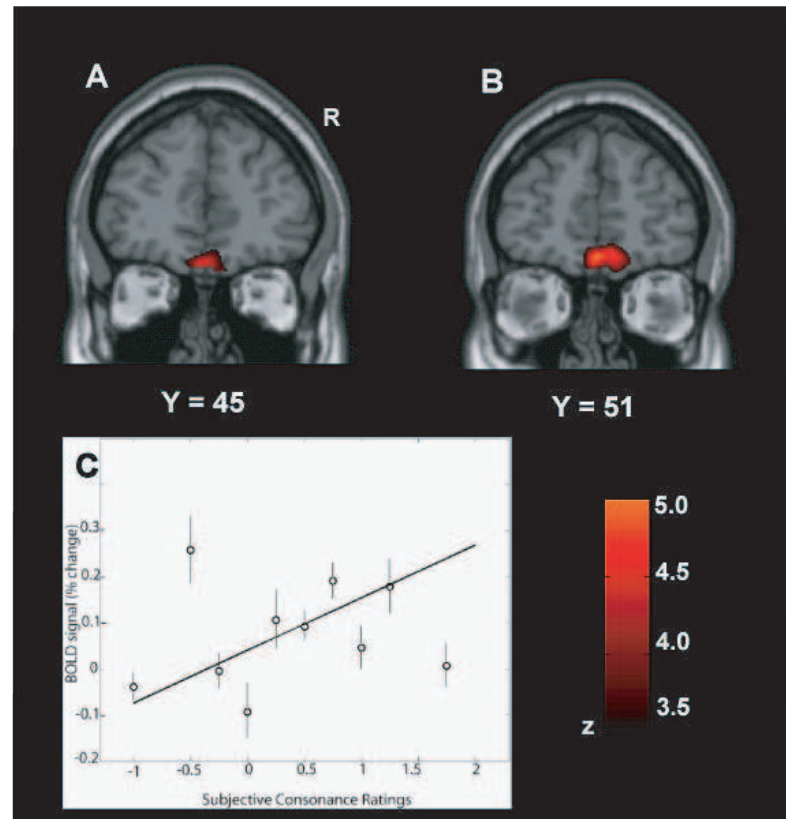 A
R
B
Y = 45
Y = 51
C
BOLD signal (% change)
0.3
0.2
0.1
0
-0.1
-0.2
-1
-0.5
0
0.5
1
1.5
2
Subjective Consonance Ratings
5.0
4.5
4.0
3.5
z